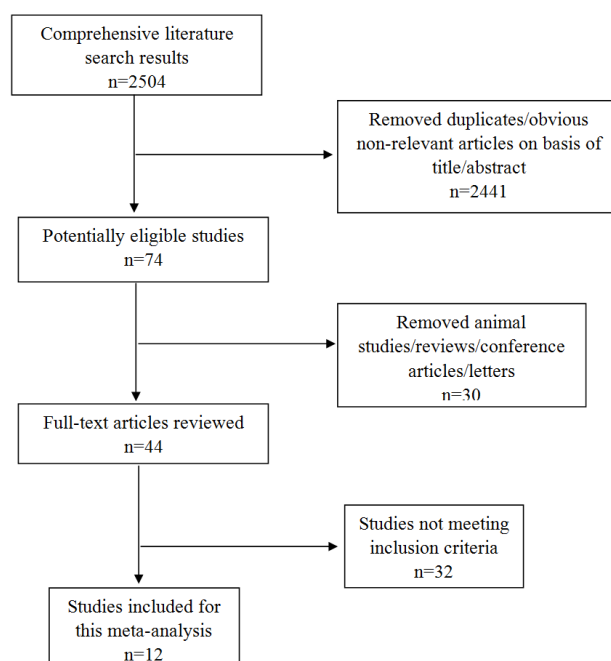 Comprehensive literature
search results
n=2504
Removed duplicates/obvious
non-relevant articles on basis of
title/abstract
n=2441
Potentially eligible studies
n=74
Removed animal
studies/reviews/conference
articles/letters
n=30
Full-text articles reviewed
n=44
Studies not meeting
inclusion criteria
n=32
Studies included for
this meta-analysis
n=12